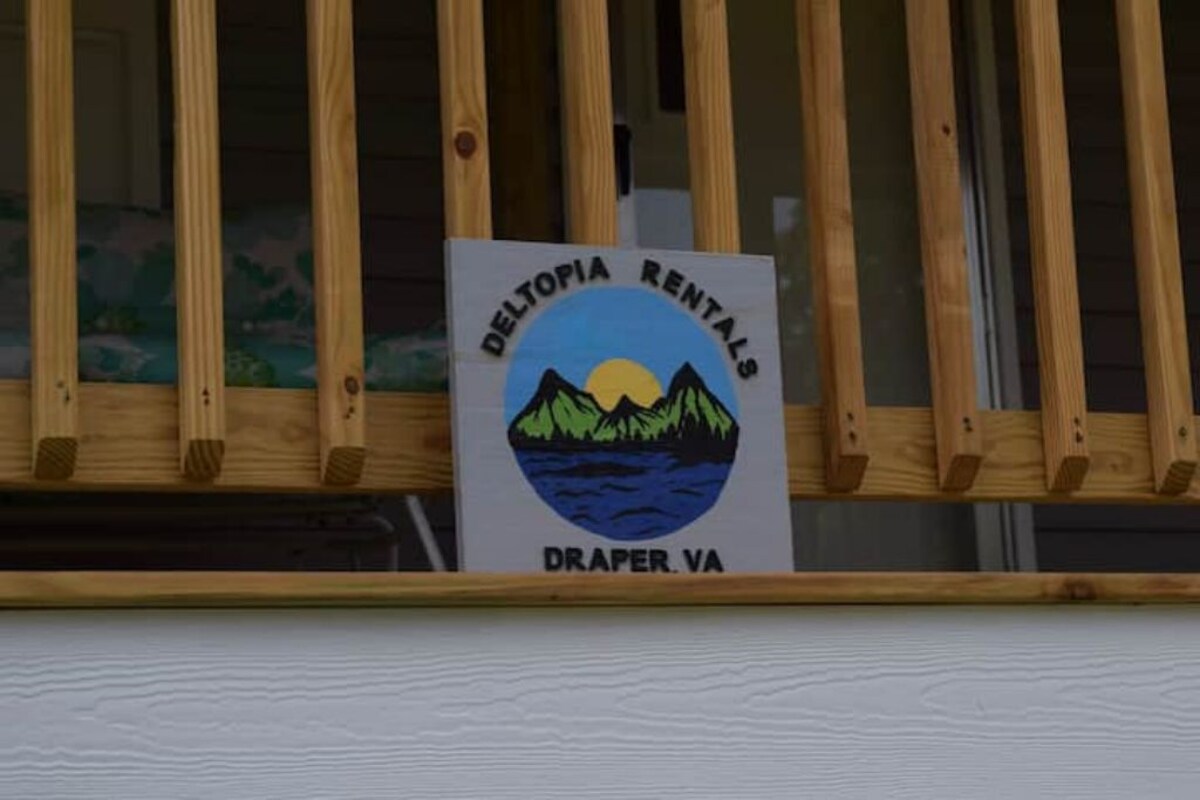 DELTOPIA RENTALS
DRAPER, VA